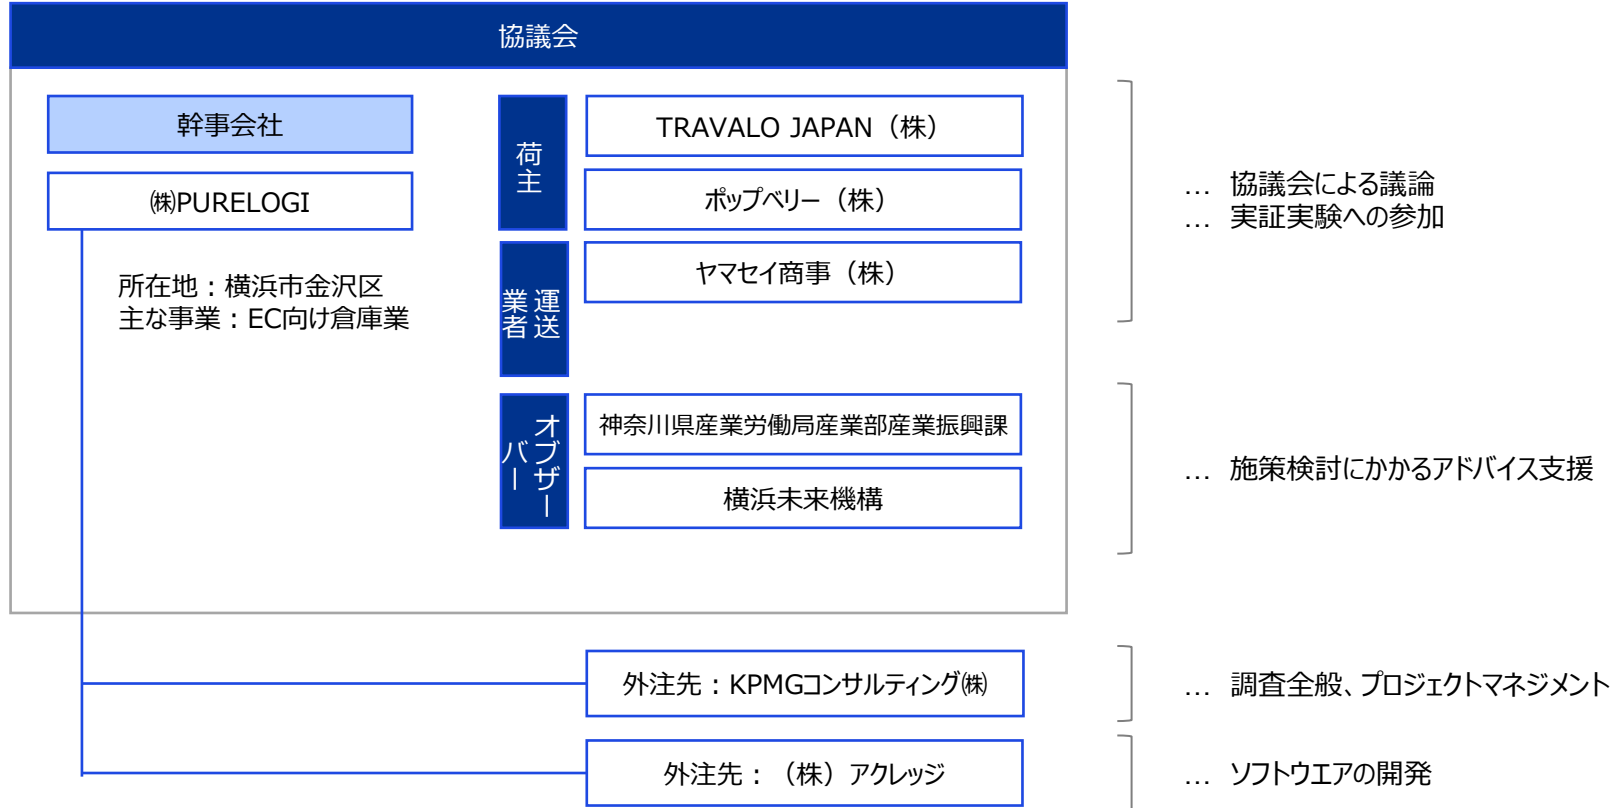 協議会
幹事会社
㈱PURELOGI
所在地：横浜市金沢区
主な事業：EC向け倉庫業
荷主
TRAVALO JAPAN（株）
ポップベリー（株）
運送
業者
ヤマセイ商事（株）
… 協議会による議論
… 実証実験への参加
オブザー
バー
神奈川県産業労働局産業部産業振興課
横浜未来機構
… 施策検討にかかるアドバイス支援
外注先：KPMGコンサルティング㈱
… 調査全般、プロジェクトマネジメント
外注先：（株）アクレッジ
… ソフトウエアの開発